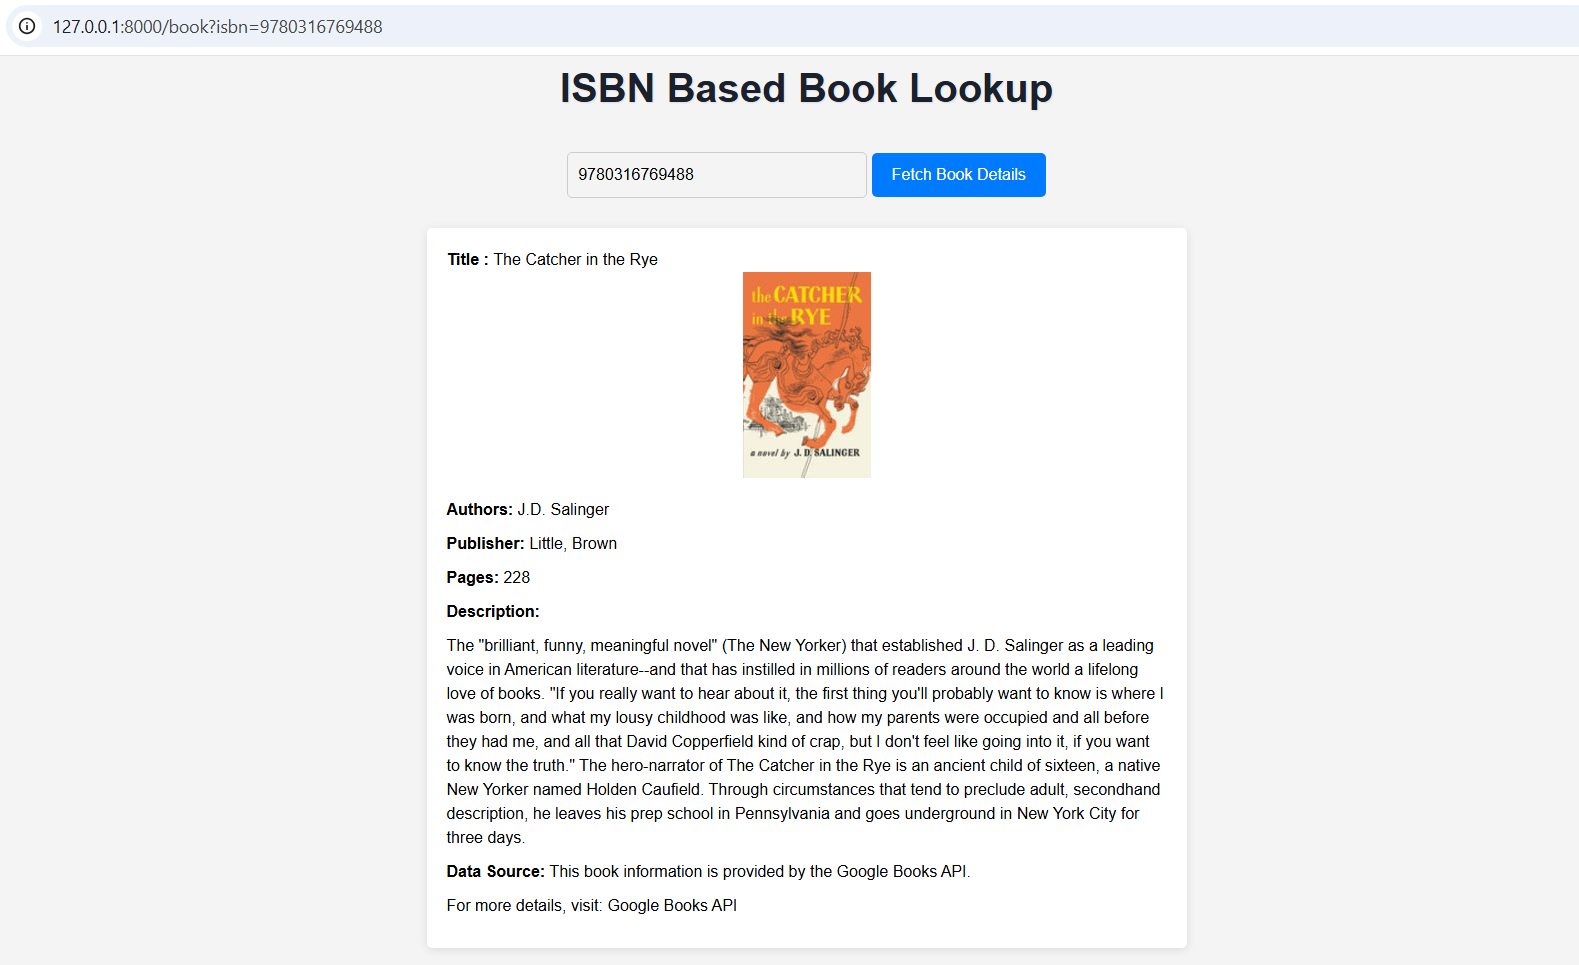 127.0.0.1:8000/book?isbn=9780316769488
ISBN Based Book Lookup
9780316769488
Fetch Book Details
Title : The Catcher in the Rye
the CATCHER
in the RYE
a novel by J. D. SALINGER
Authors: J.D. Salinger
Publisher: Little, Brown
Pages: 228
Description:
The "brilliant, funny, meaningful novel" (The New Yorker) that established J. D. Salinger as a leading
voice in American literature--and that has instilled in millions of readers around the world a lifelong
love of books. "If you really want to hear about it, the first thing you'll probably want to know is where I
was born, and what my lousy childhood was like, and how my parents were occupied and all before
they had me, and all that David Copperfield kind of crap, but I don't feel like going into it, if you want
to know the truth." The hero-narrator of The Catcher in the Rye is an ancient child of sixteen, a native
New Yorker named Holden Caufield. Through circumstances that tend to preclude adult, secondhand
description, he leaves his prep school in Pennsylvania and goes underground in New York City for
three days.
Data Source: This book information is provided by the Google Books API.
For more details, visit: Google Books API